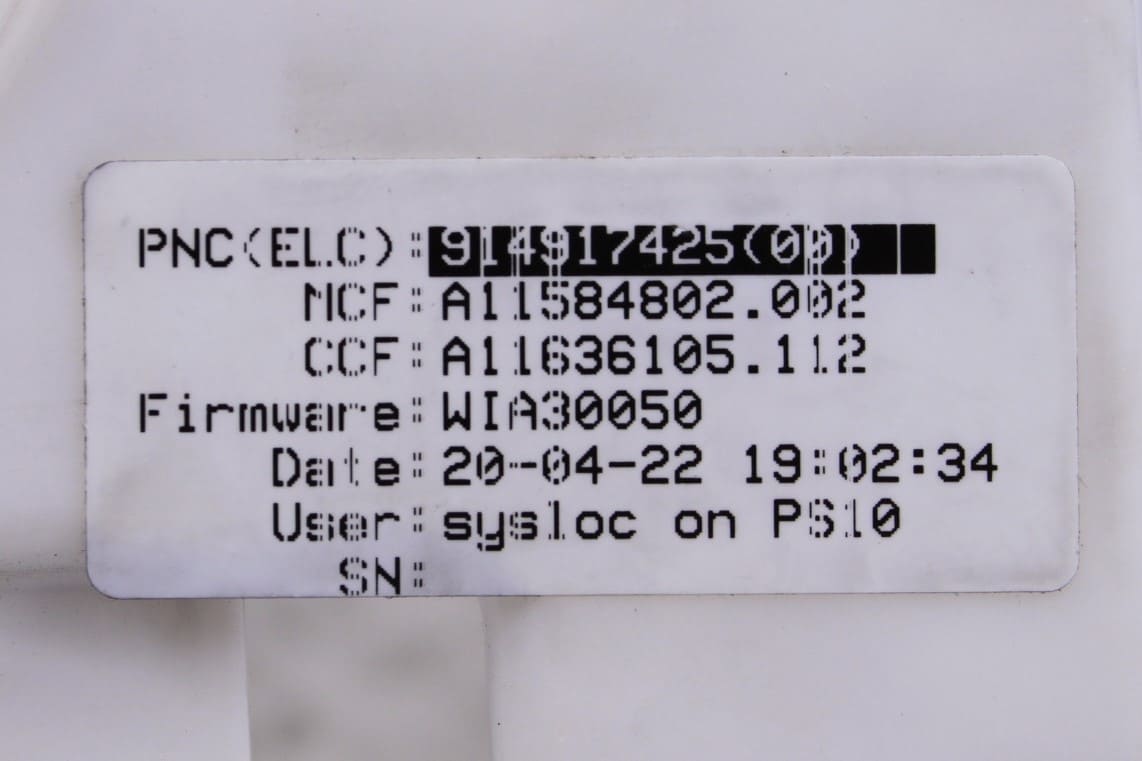 PNC(ELC):914917425(00)
MCF:A11584802.002
CCF:A11636105.112
Firmware:WIA30050
Date:20-04-22 19:02:34
User:sysloc on PS10
SN: